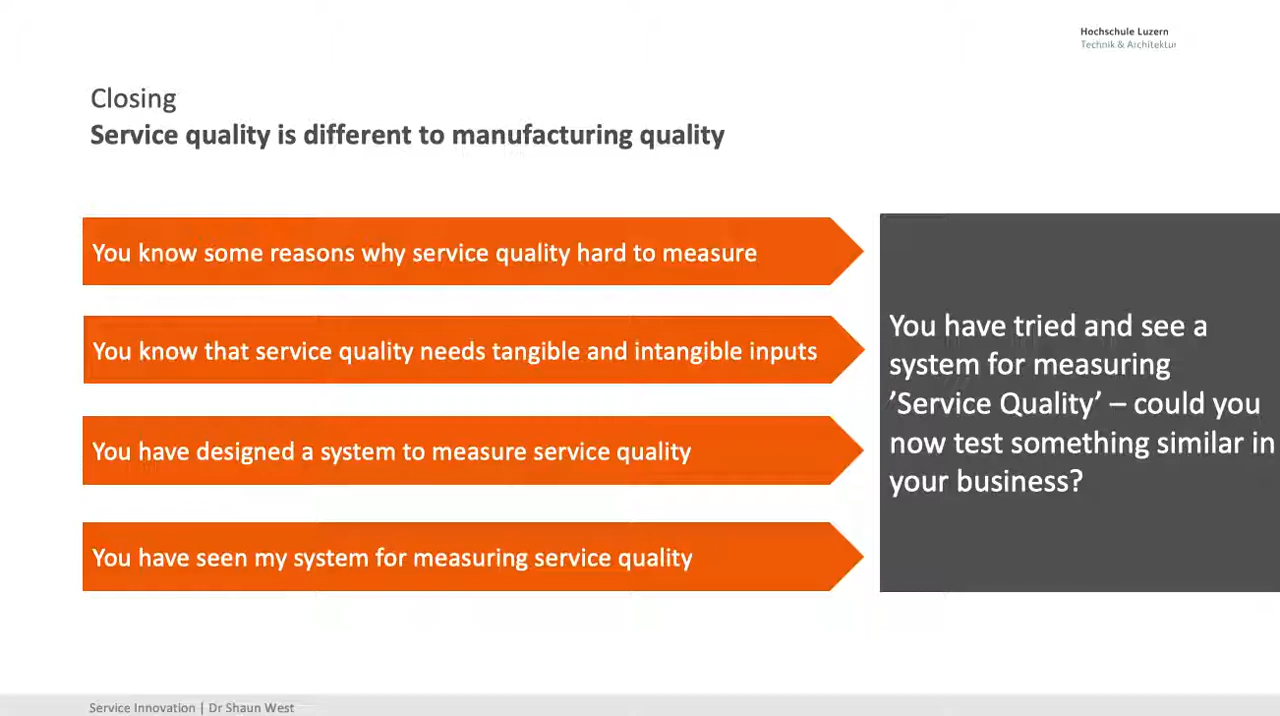 Hochschule Luzern
Technik & Architektur
Closing
Service quality is different to manufacturing quality
You know some reasons why service quality hard to measure
You know that service quality needs tangible and intangible inputs
You have designed a system to measure service quality
You have seen my system for measuring service quality
You have tried and see a
system for measuring
’Service Quality’ – could you
now test something similar in
your business?
Service Innovation | Dr Shaun West